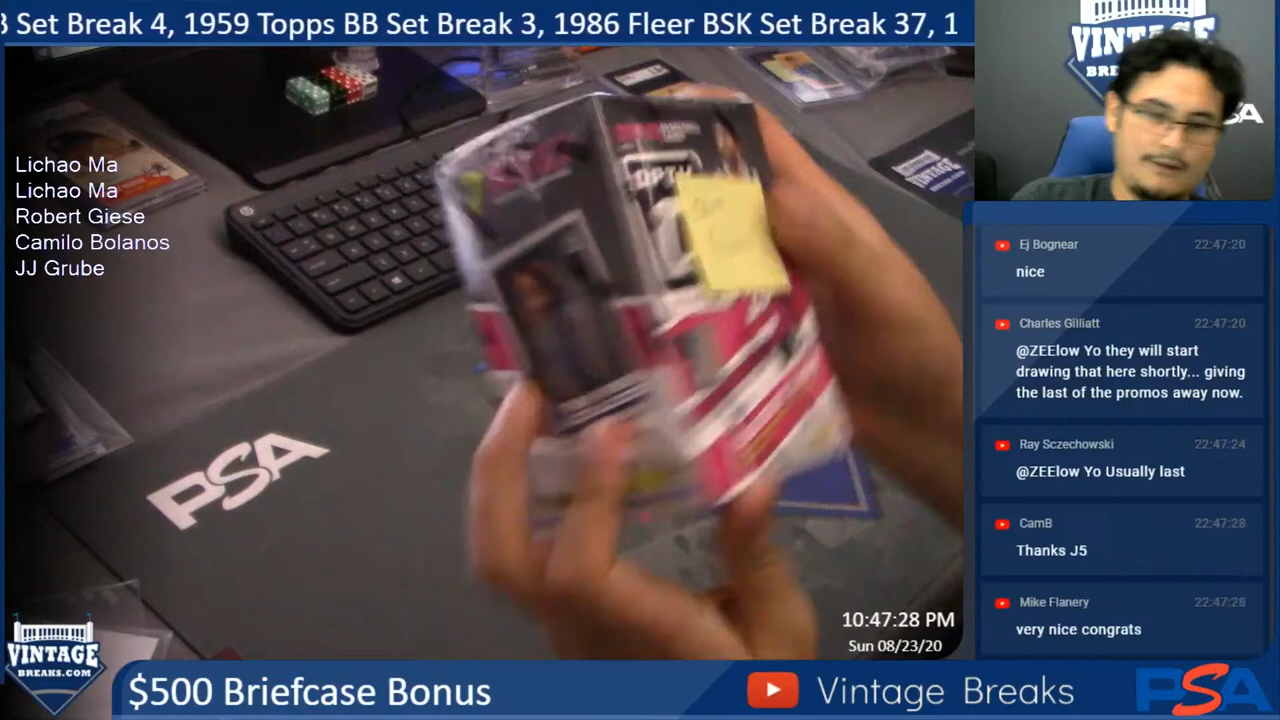 3 Set Break 4, 1959 Topps BB Set Break 3, 1986 Fleer BSK Set Break 37, 1
VINTAGE
Lichao Ma
Lichao Ma
Robert Giese
Camilo Bolanos
JJ Grube
PSA
Ej Bognear 22:47:20
nice
Charles Gilliatt 22:47:20
@ZEElow Yo they will start
drawing that here shortly... giving
the last of the promos away now.
Ray Sczechowski 22:47:24
@ZEElow Yo Usually last
CamB 22:47:28
Thanks J5
Mike Flanery 22:47:28
very nice congrats
10:47:28 PM
Sun 08/23/20
VINTAGE
BREAKS.COM
$500 Briefcase Bonus
Vintage Breaks
PSA